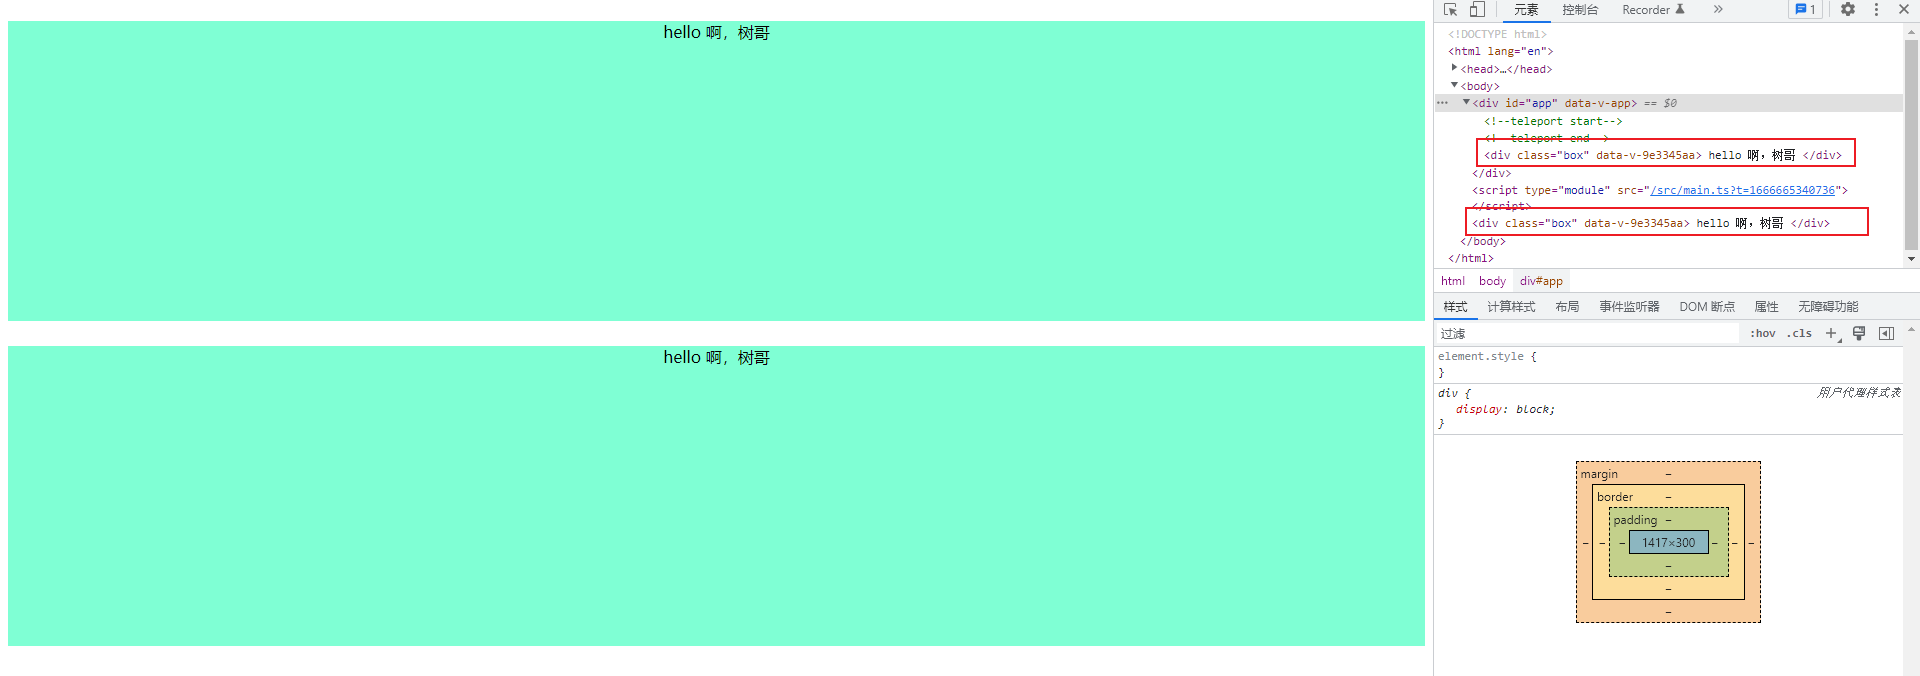 hello 啊，树哥
hello 啊，树哥
元素 控制台 Recorder 1
<!DOCTYPE html>
<html lang="en">
<head>…</head>
<body>
<div id="app" data-v-app> == $0
<!--teleport start-->
<!--teleport end-->
<div class="box" data-v-9e3345aa> hello 啊，树哥 </div>
</div>
<script type="module" src="/src/main.ts?t=1666665340736">
</script>
<div class="box" data-v-9e3345aa> hello 啊，树哥 </div>
</body>
</html>
html body div#app
样式 计算样式 布局 事件监听器 DOM 断点 属性 无障碍功能
过滤 :hov .cls
element.style {
}
div { 用户代理样式表
display: block;
}
margin -
border -
padding -
- - - 1417×300 - - -
-
-
-